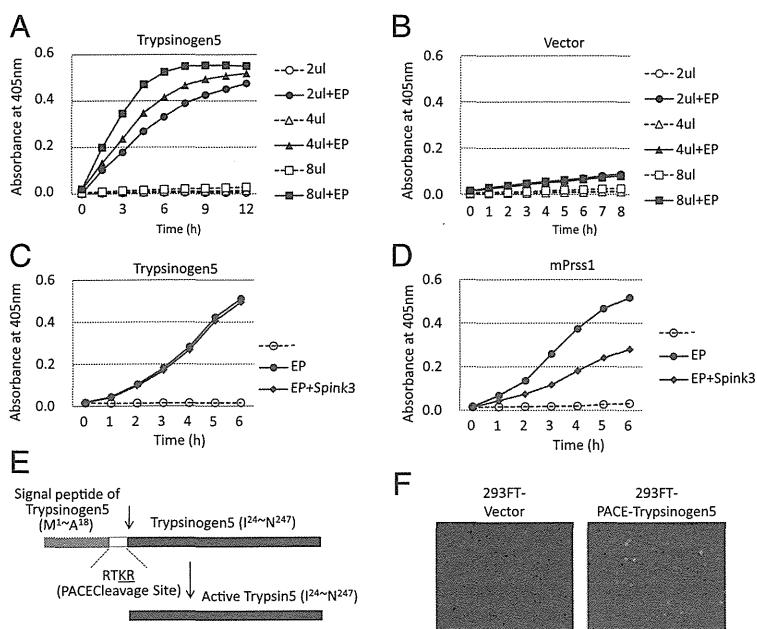 A
Trypsinogen5
Absorbance at 405nm
0.6
0.4
0.2
0.0
0 3 6 9 12
Time (h)
2ul
2ul+EP
4ul
4ul+EP
8ul
8ul+EP
B
Vector
Absorbance at 405nm
0.6
0.4
0.2
0.0
0 1 2 3 4 5 6 7 8
Time (h)
2ul
2ul+EP
4ul
4ul+EP
8ul
8ul+EP
C
Trypsinogen5
Absorbance at 405nm
0.6
0.4
0.2
0.0
0 1 2 3 4 5 6
Time (h)
-
EP
EP+Spink3
D
mPrss1
Absorbance at 405nm
0.6
0.4
0.2
0.0
0 1 2 3 4 5 6
Time (h)
-
EP
EP+Spink3
E
Signal peptide of
Trypsinogen5
(M1~A18)
Trypsinogen5 (I24~N247)
RTKR
(PACECleavage Site)
Active Trypsin5 (I24~N247)
F
293FT-
Vector
293FT-
PACE-Trypsinogen5